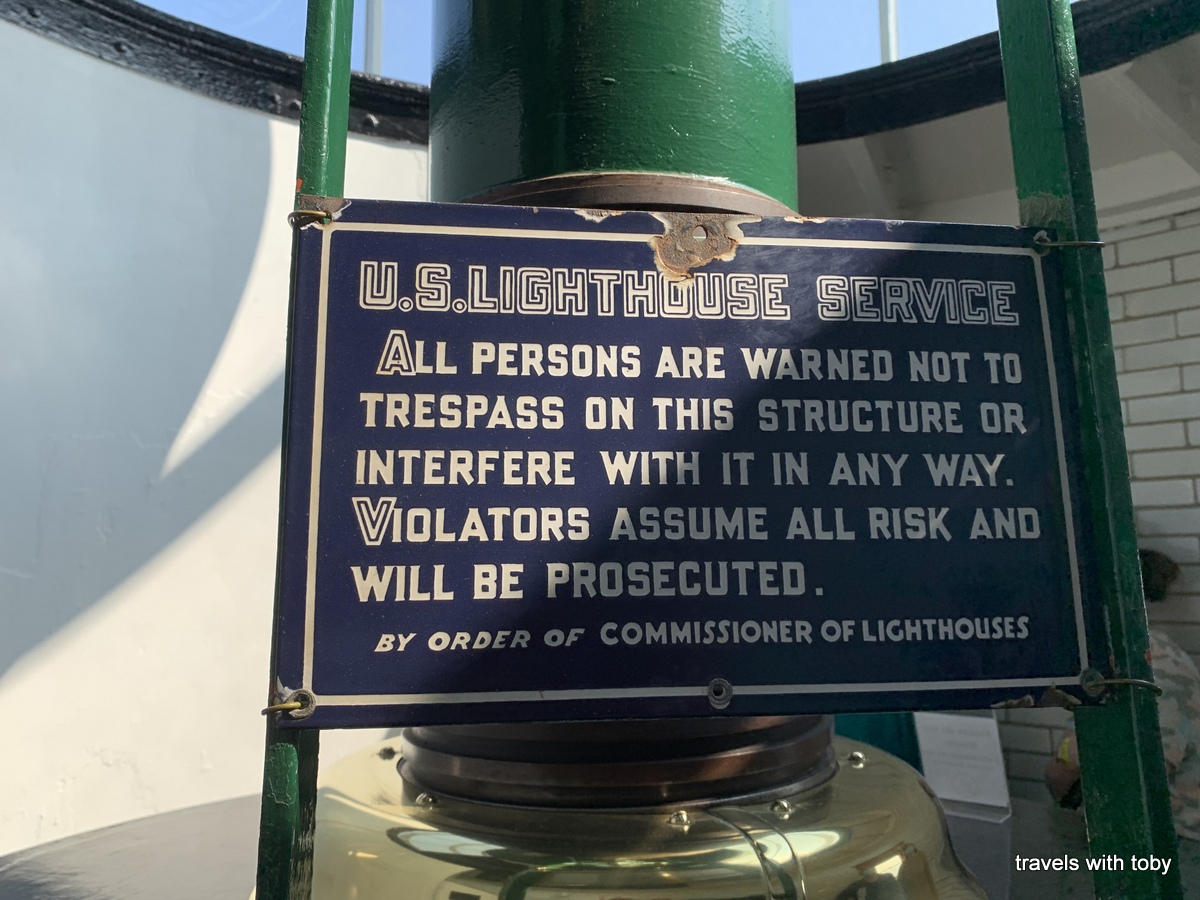 U.S. LIGHTHOUSE SERVICE
ALL PERSONS ARE WARNED NOT TO
TRESPASS ON THIS STRUCTURE OR
INTERFERE WITH IT IN ANY WAY.
VIOLATORS ASSUME ALL RISK AND
WILL BE PROSECUTED.
BY ORDER OF COMMISSIONER OF LIGHTHOUSES
travels with toby